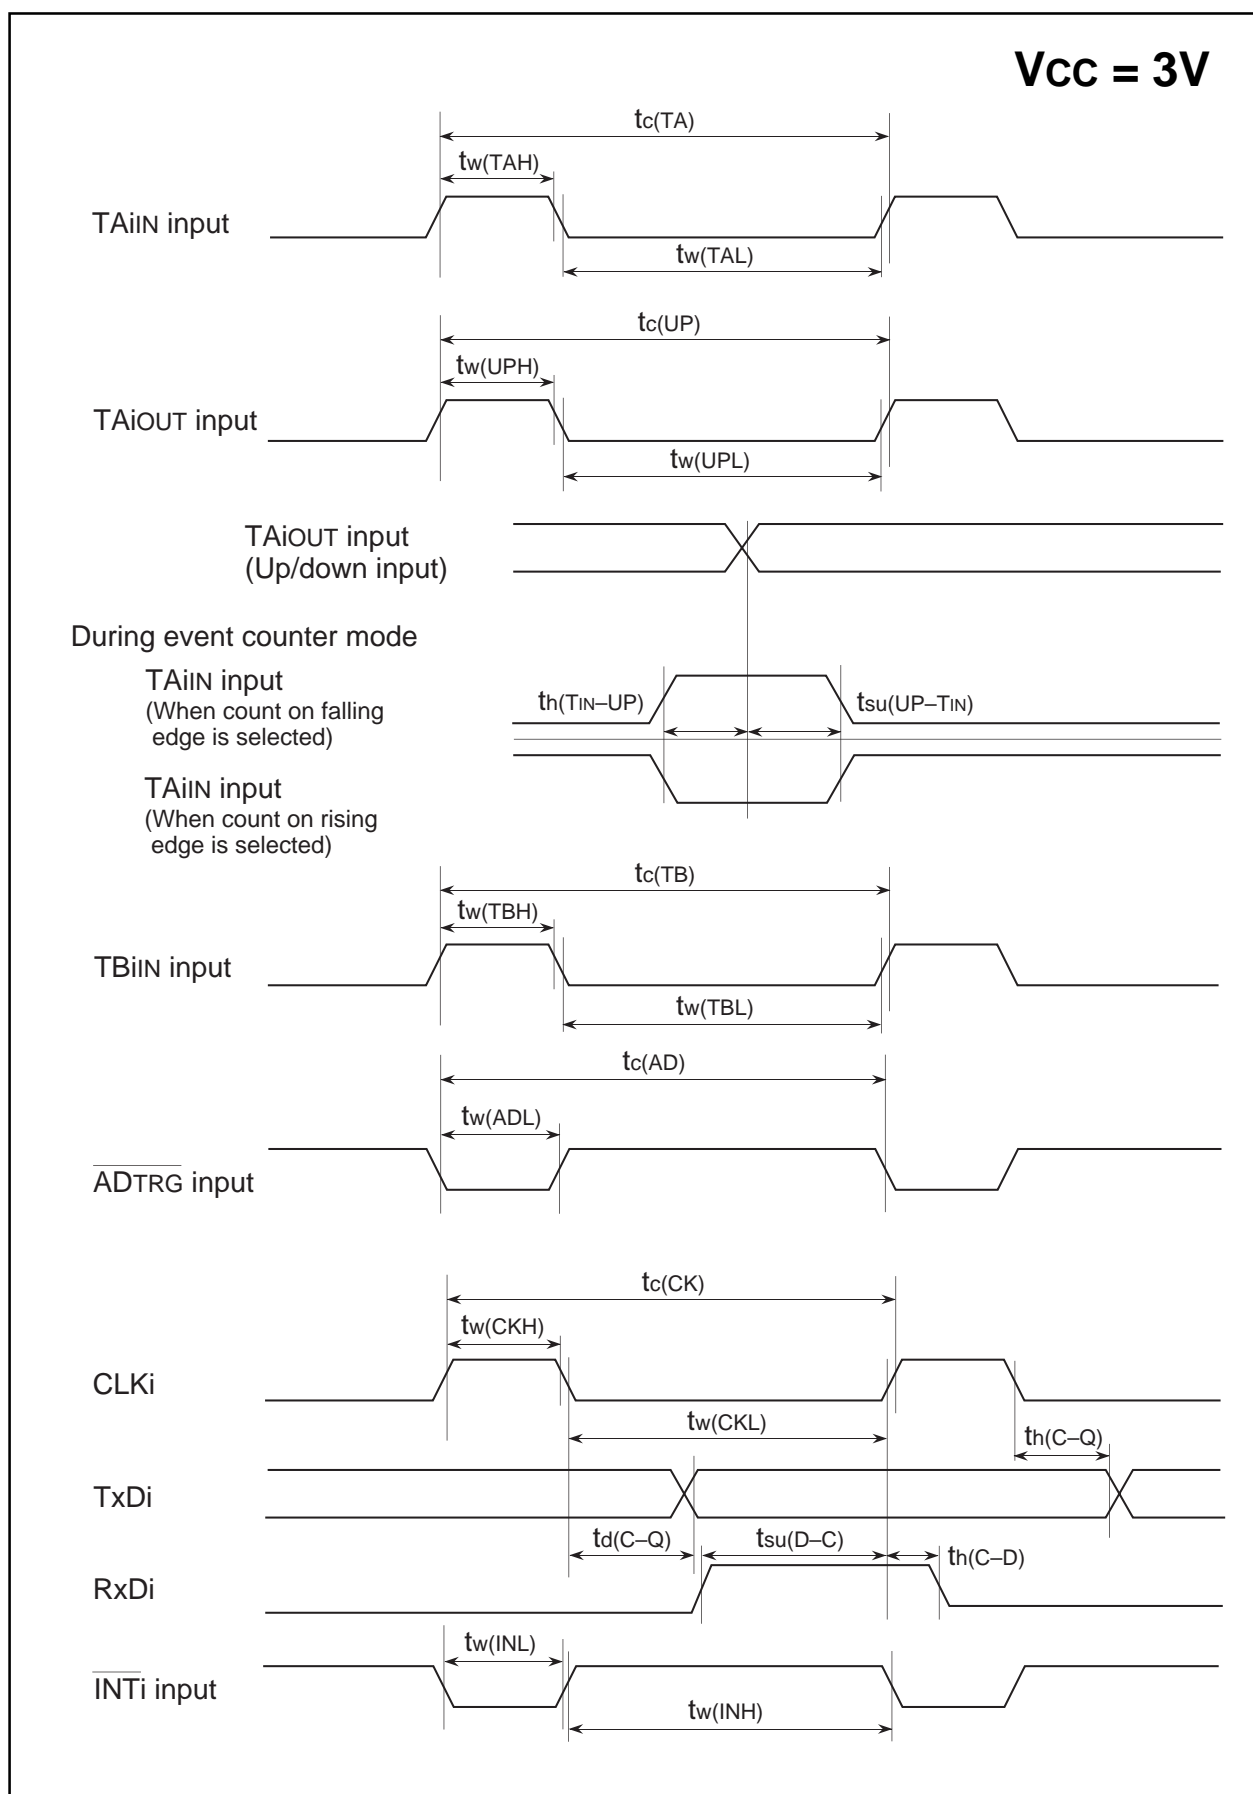 VCC = 3V
tc(TA)
tw(TAH)
TAiIN input
tw(TAL)
tc(UP)
tw(UPH)
TAiOUT input
tw(UPL)
TAiOUT input
(Up/down input)
During event counter mode
TAiIN input
(When count on falling
edge is selected)
th(TIN–UP)
tsu(UP–TIN)
TAiIN input
(When count on rising
edge is selected)
tc(TB)
tw(TBH)
TBiIN input
tw(TBL)
tc(AD)
tw(ADL)
ADTRG input
tc(CK)
tw(CKH)
CLKi
tw(CKL)
th(C–Q)
TxDi
td(C–Q)
tsu(D–C)
th(C–D)
RxDi
tw(INL)
INTi input
tw(INH)